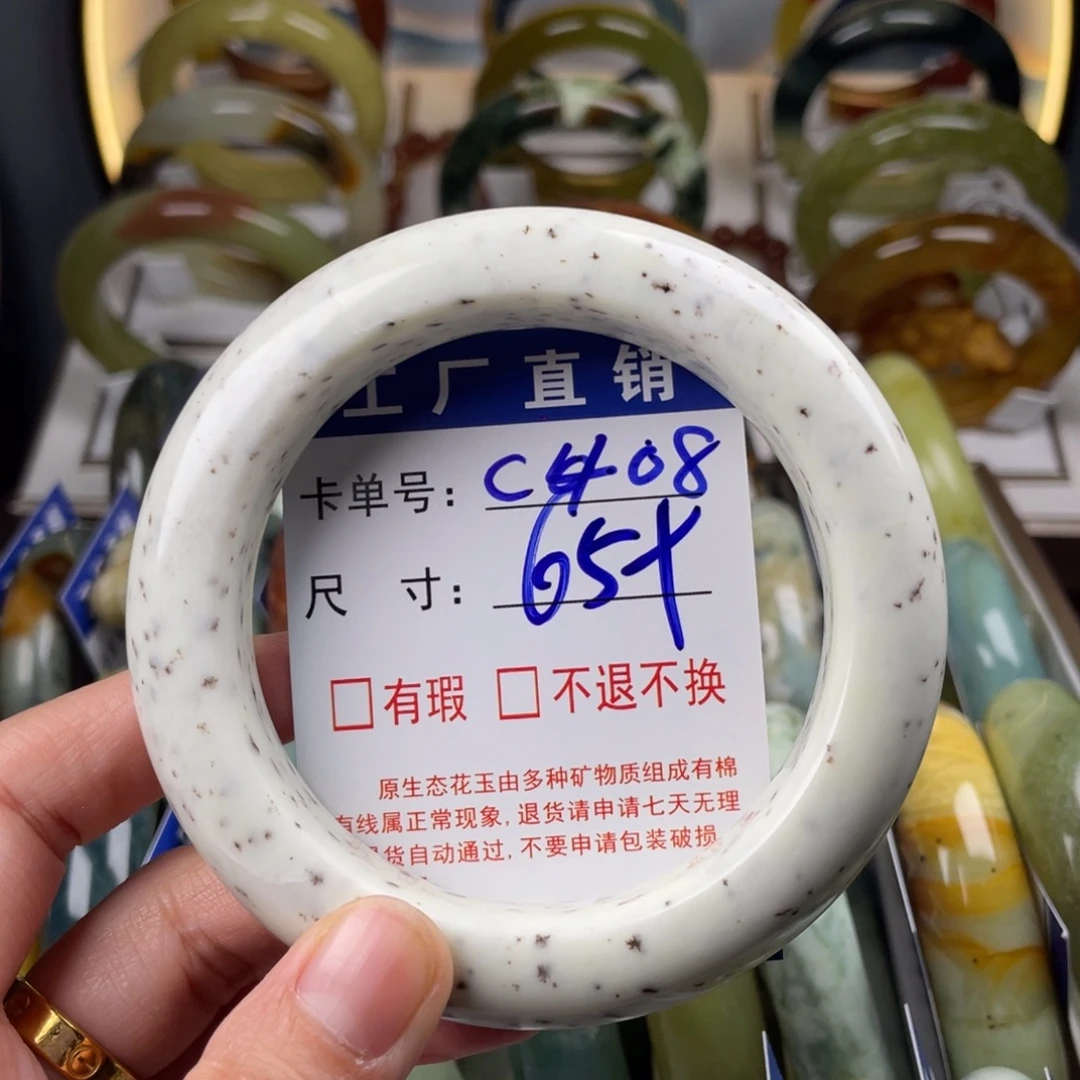 工厂直销
卡单号: C4408
尺 寸: 65+
有瑕 不退不换
原生态花玉由多种矿物质组成有棉
有线属正常现象, 退货请申请七天无理
货自动通过, 不要申请包装破损